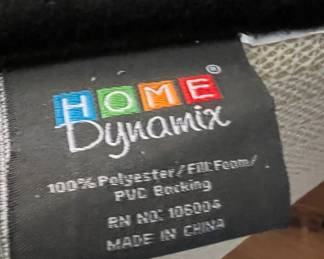 HOME®
Dynamix
100% Polyester / Fill: Foam /
PVC Backing
RN NO: 106004
MADE IN CHINA